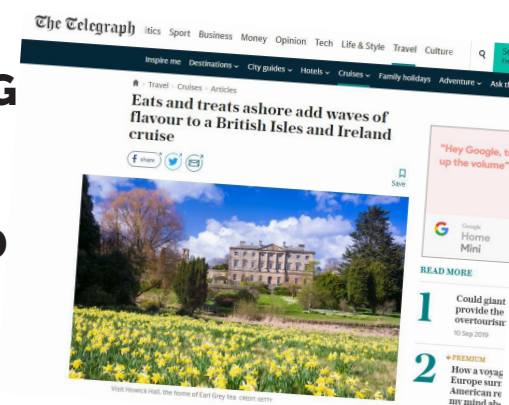 The Telegraph
itics Sport Business Money Opinion Tech Life & Style Travel Culture
Inspire me Destinations City guides Hotels Cruises Family holidays Adventure Ask t
Travel Cruises Articles
Eats and treats ashore add waves of
flavour to a British Isles and Ireland
cruise
share
Save
Visit Howick Hall, the home of Earl Grey tea CREDIT: GETTY
"Hey Google, t
up the volume"
G
Google
Home
Mini
READ MORE
1
Could giant
provide the
overtourism
10 Sep 2019
2
PREMIUM
How a voyag
Europe surr
American re
my mind ab
G